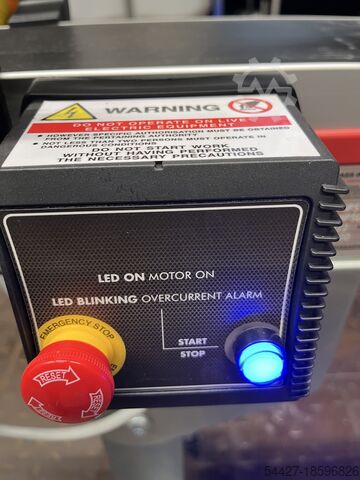 WARNING
DO NOT OPERATE ON LIVE
ELECTRIC EQUIPMENT
• HOWEVER SPECIFIC AUTHORISATION MUST BE OBTAINED
FROM THE PERTAINING AUTHORITY
• NOT LESS THAN TWO PERSONS MUST OPERATE IN
DANGEROUS CONDITIONS
DO NOT START WORK
WITHOUT HAVING PERFORMED
THE NECESSARY PRECAUTIONS
LED ON MOTOR ON
LED BLINKING OVERCURRENT ALARM
EMERGENCY STOP
START
STOP
RESET
RESET
54427-18596826